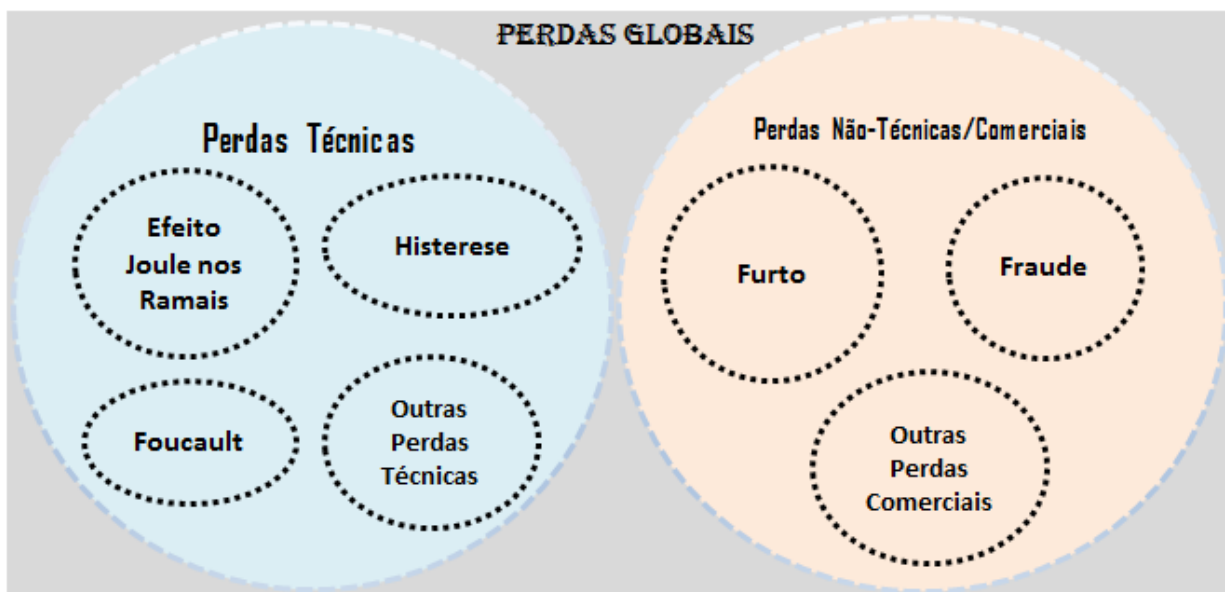 PERDAS GLOBAIS
Perdas Técnicas
Efeito
Joule nos
Ramais
Histerese
Foucault
Outras
Perdas
Técnicas
Perdas Não-Técnicas/Comerciais
Furto
Fraude
Outras
Perdas
Comerciais